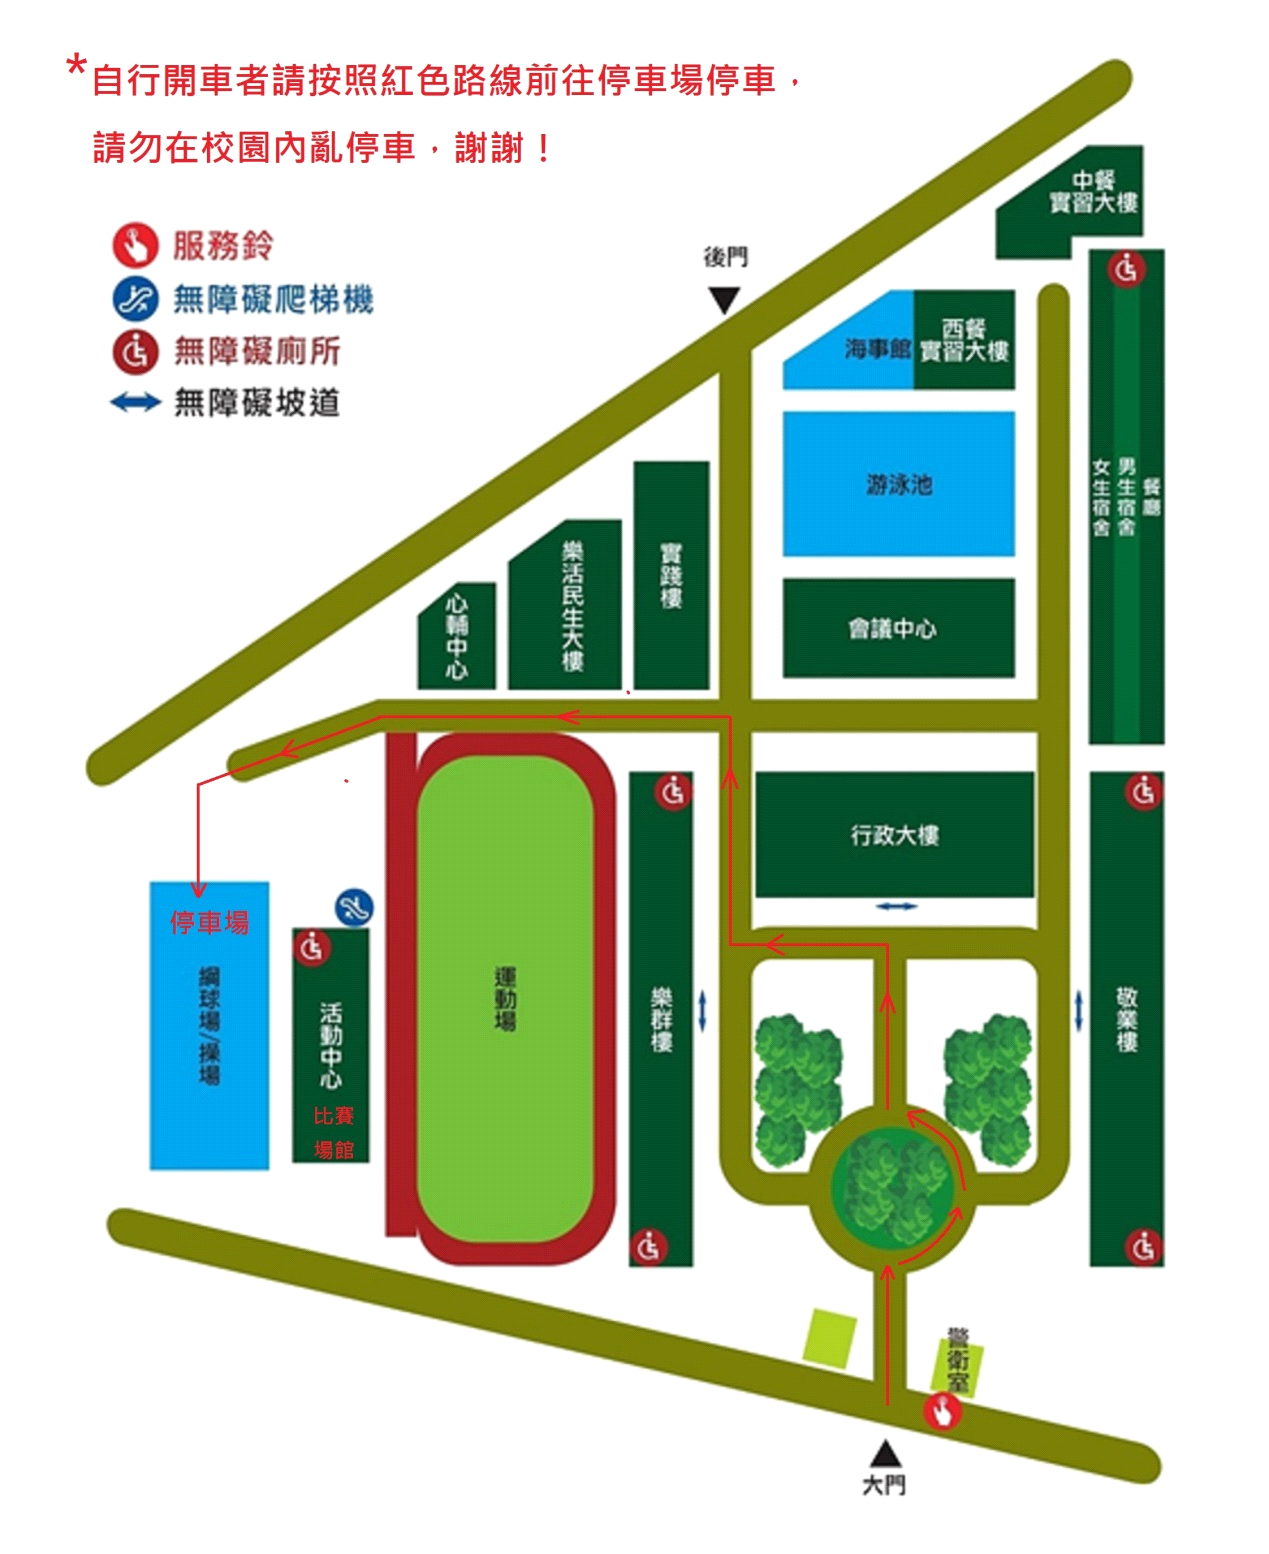 *自行開車者請按照紅色路線前往停車場停車，
請勿在校園內亂停車，謝謝！
服務鈴
無障礙爬梯機
無障礙廁所
無障礙坡道
中餐
實習大樓
後門
海事館
西餐
實習大樓
游泳池
女生宿舍
男生宿舍
餐廳
會議中心
心輔中心
樂活民生大樓
實踐樓
行政大樓
停車場
網球場/操場
活動中心
比賽
場館
運動場
樂群樓
敬業樓
警衛室
大門